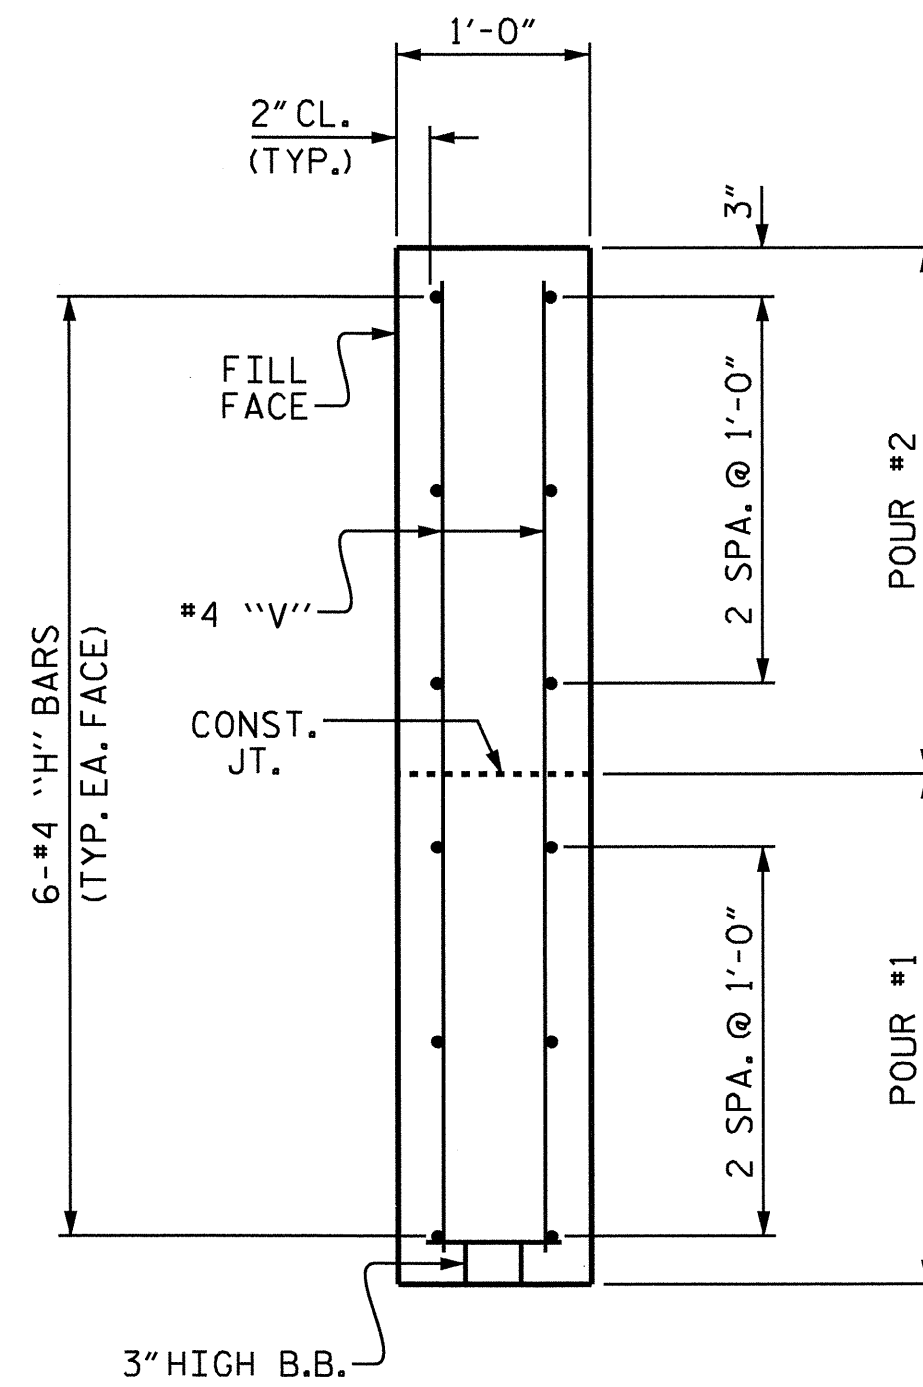 1'-0"
2" CL.
(TYP.)
3"
FILL
FACE
2 SPA. @ 1'-0"
POUR #2
#4 "V"
6-#4 "H" BARS
(TYP. EA. FACE)
CONST.
JT.
2 SPA. @ 1'-0"
POUR #1
3" HIGH B.B.